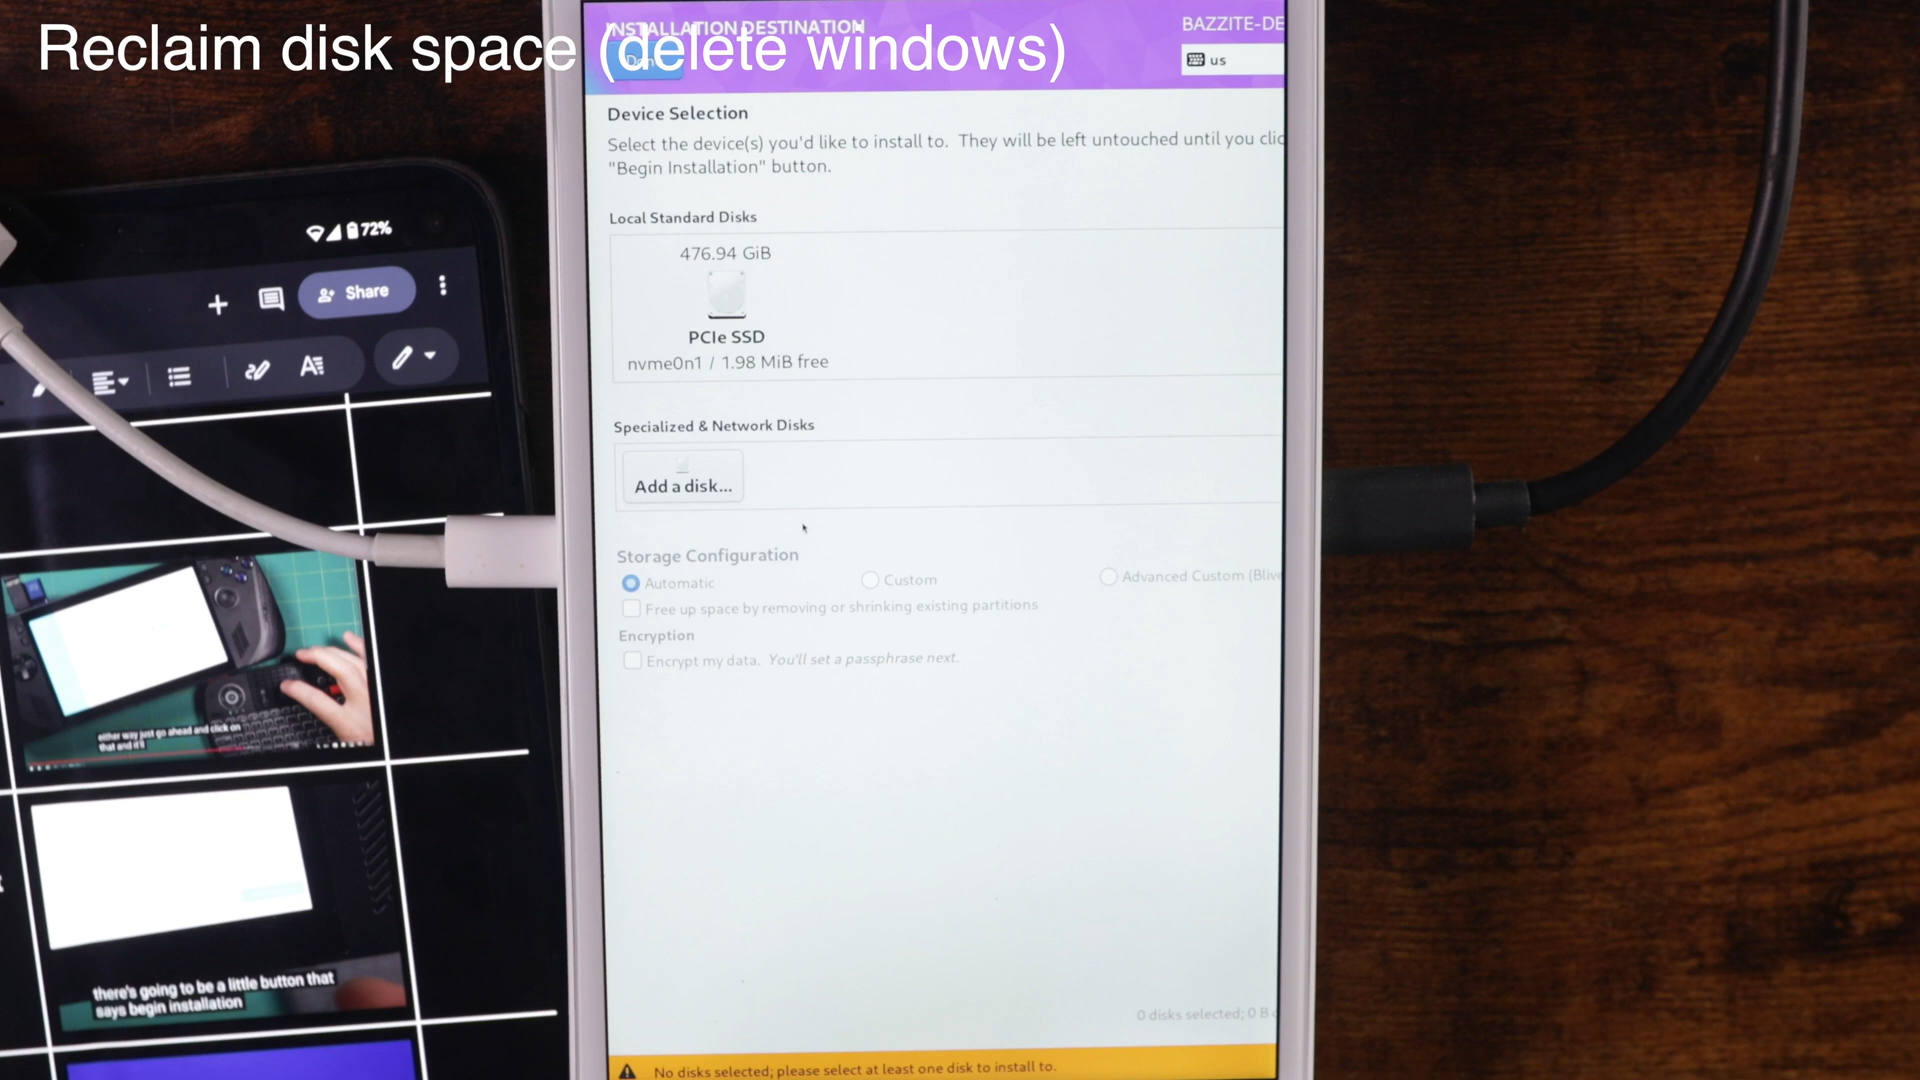 Reclaim disk space (delete windows)
INSTALLATION DESTINATION
BAZZITE-DE
us
Device Selection
Select the device(s) you'd like to install to. They will be left untouched until you clic
"Begin Installation" button.
Local Standard Disks
476.94 GiB
PCIe SSD
nvme0n1 / 1.98 MiB free
Specialized & Network Disks
Add a disk...
Storage Configuration
Automatic
Custom
Advanced Custom (Blive
Free up space by removing or shrinking existing partitions
Encryption
Encrypt my data. You'll set a passphrase next.
0 disks selected; 0 B
No disks selected; please select at least one disk to install to.
72%
Share
either way just go ahead and click on
that and it'll
there's going to be a little button that
says begin installation